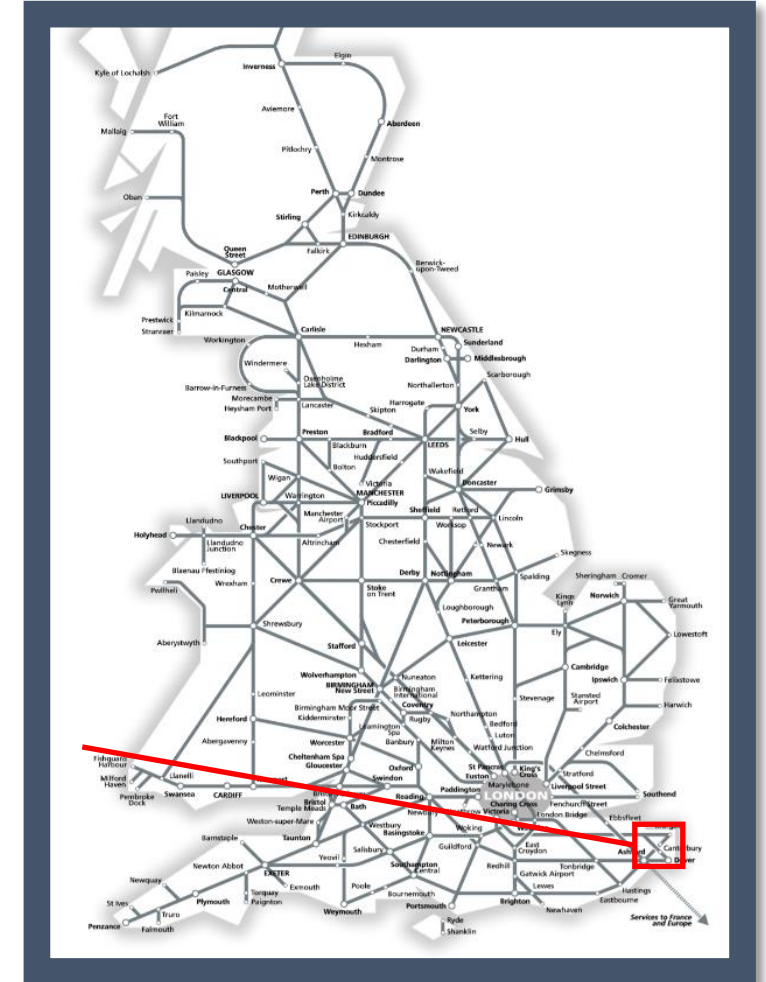 Elgin
Inverness
Kyle of Lochalsh
Aviemore
Fort
William
Mallaig
Aberdeen
Pitlochry
Montrose
Perth
Dundee
Oban
Stirling
Kirkcaldy
EDINBURGH
Queen
Street
Falkirk
Berwick-
upon-Tweed
Paisley
GLASGOW
Central
Motherwell
Prestwick
Kilmarnock
Stranraer
Carlisle
NEWCASTLE
Workington
Hexham
Sunderland
Durham
Darlington
Middlesbrough
Windermere
Scarborough
Oxenholme
Lake District
Barrow-in-Furness
Northallerton
Morecambe
Heysham Port
Lancaster
Harrogate
York
Skipton
Blackpool
Preston
Bradford
Selby
Hull
Blackburn
LEEDS
Huddersfield
Southport
Bolton
Wakefield
Wigan
Victoria
Doncaster
LIVERPOOL
Warrington
MANCHESTER
Piccadilly
Grimsby
Manchester
Airport
Sheffield
Retford
Llandudno
Stockport
Worksop
Lincoln
Holyhead
Chester
Llandudno
Junction
Altrincham
Chesterfield
Newark
Skegness
Blaenau Ffestiniog
Wrexham
Crewe
Derby
Nottingham
Spalding
Sheringham
Cromer
Pwllheli
Stoke
on Trent
Grantham
Kings
Lynn
Norwich
Great
Yarmouth
Loughborough
Shrewsbury
Peterborough
Ely
Lowestoft
Aberystwyth
Stafford
Leicester
Wolverhampton
Nuneaton
Kettering
Cambridge
BIRMINGHAM
New Street
Birmingham
International
Ipswich
Felixstowe
Leominster
Coventry
Stevenage
Stansted
Airport
Birmingham Moor Street
Kidderminster
Rugby
Northampton
Harwich
Hereford
Leamington
Spa
Bedford
Colchester
Abergavenny
Worcester
Banbury
Milton
Keynes
Luton
Cheltenham Spa
Watford Junction
Chelmsford
Fishguard
Harbour
Gloucester
Oxford
St Pancras
King's
Cross
Euston
Stratford
Milford
Haven
Llanelli
Swindon
Marylebone
Liverpool Street
Pembroke
Dock
Swansea
CARDIFF
Reading
Paddington
LONDON
Southend
Bristol
Temple Meads
Bath
Charing Cross
Fenchurch Street
Victoria
Weston-super-Mare
London Bridge
Ebbsfleet
Westbury
Basingstoke
Woking
Barnstaple
Taunton
East
Croydon
Ashford
Canterbury
Yeovil
Salisbury
Guildford
Newton Abbot
Southampton
Central
Redhill
Tonbridge
Dover
EXETER
Gatwick Airport
Newquay
Exmouth
Poole
Lewes
Hastings
Torquay
Paignton
Bournemouth
Eastbourne
St Ives
Plymouth
Weymouth
Portsmouth
Brighton
Newhaven
Truro
Ryde
Services to France
and Europe
Penzance
Falmouth
Shanklin